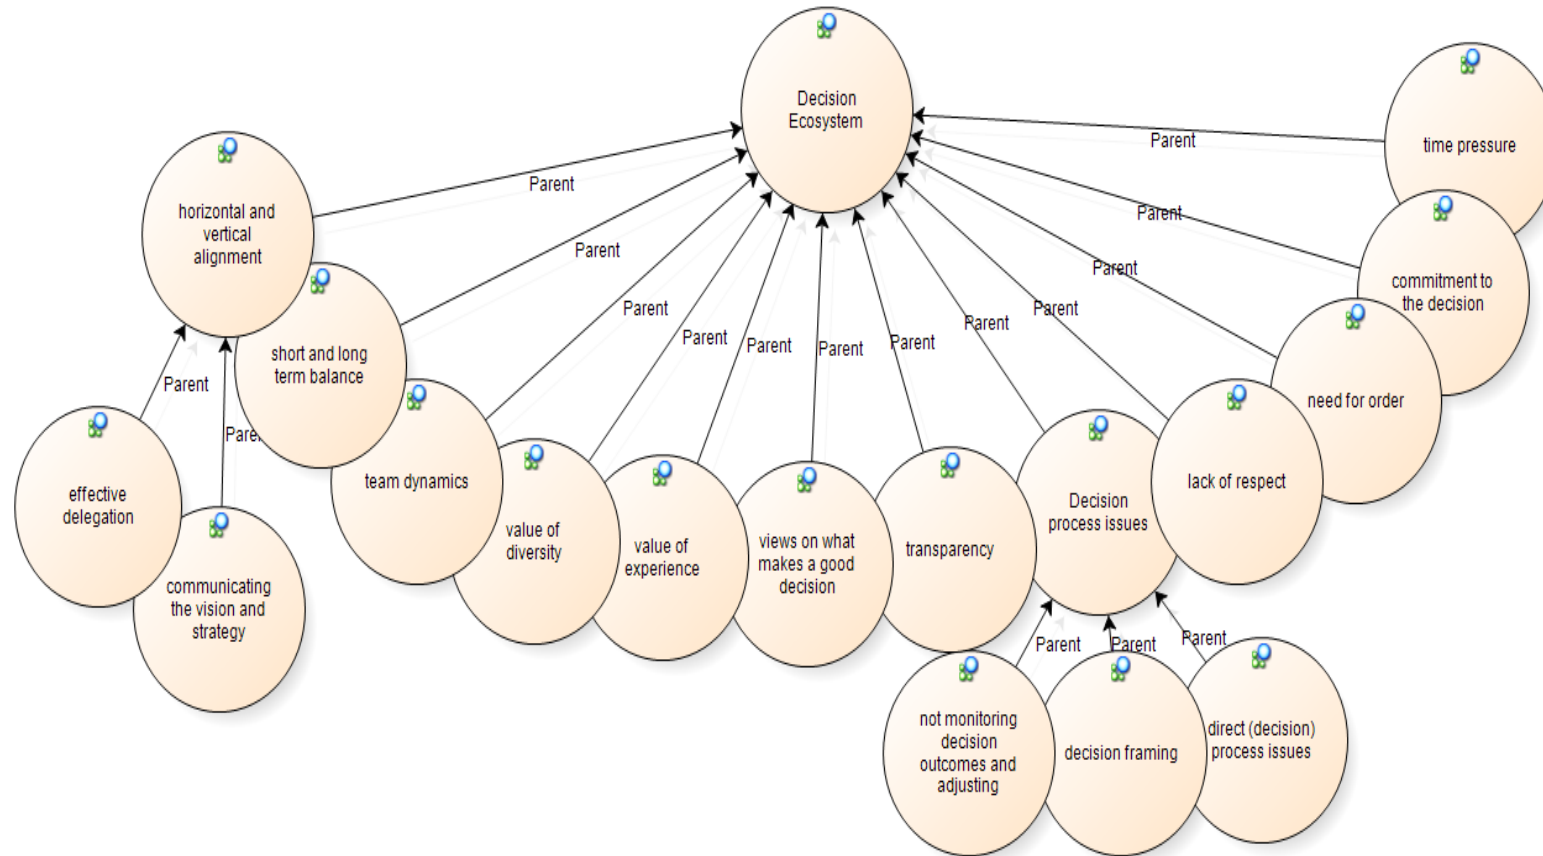 Decision
Ecosystem
time pressure
Parent
horizontal and
vertical
alignment
Parent
Parent
commitment to
the decision
Parent
Parent
short and long
term balance
Parent
Parent
Parent
Parent
Parent
Parent
Parent
need for order
Parent
team dynamics
lack of respect
effective
delegation
Parent
value of
diversity
value of
experience
views on what
makes a good
decision
transparency
Decision
process issues
communicating
the vision and
strategy
Parent
Parent
Parent
not monitoring
decision
outcomes and
adjusting
decision framing
direct (decision)
process issues